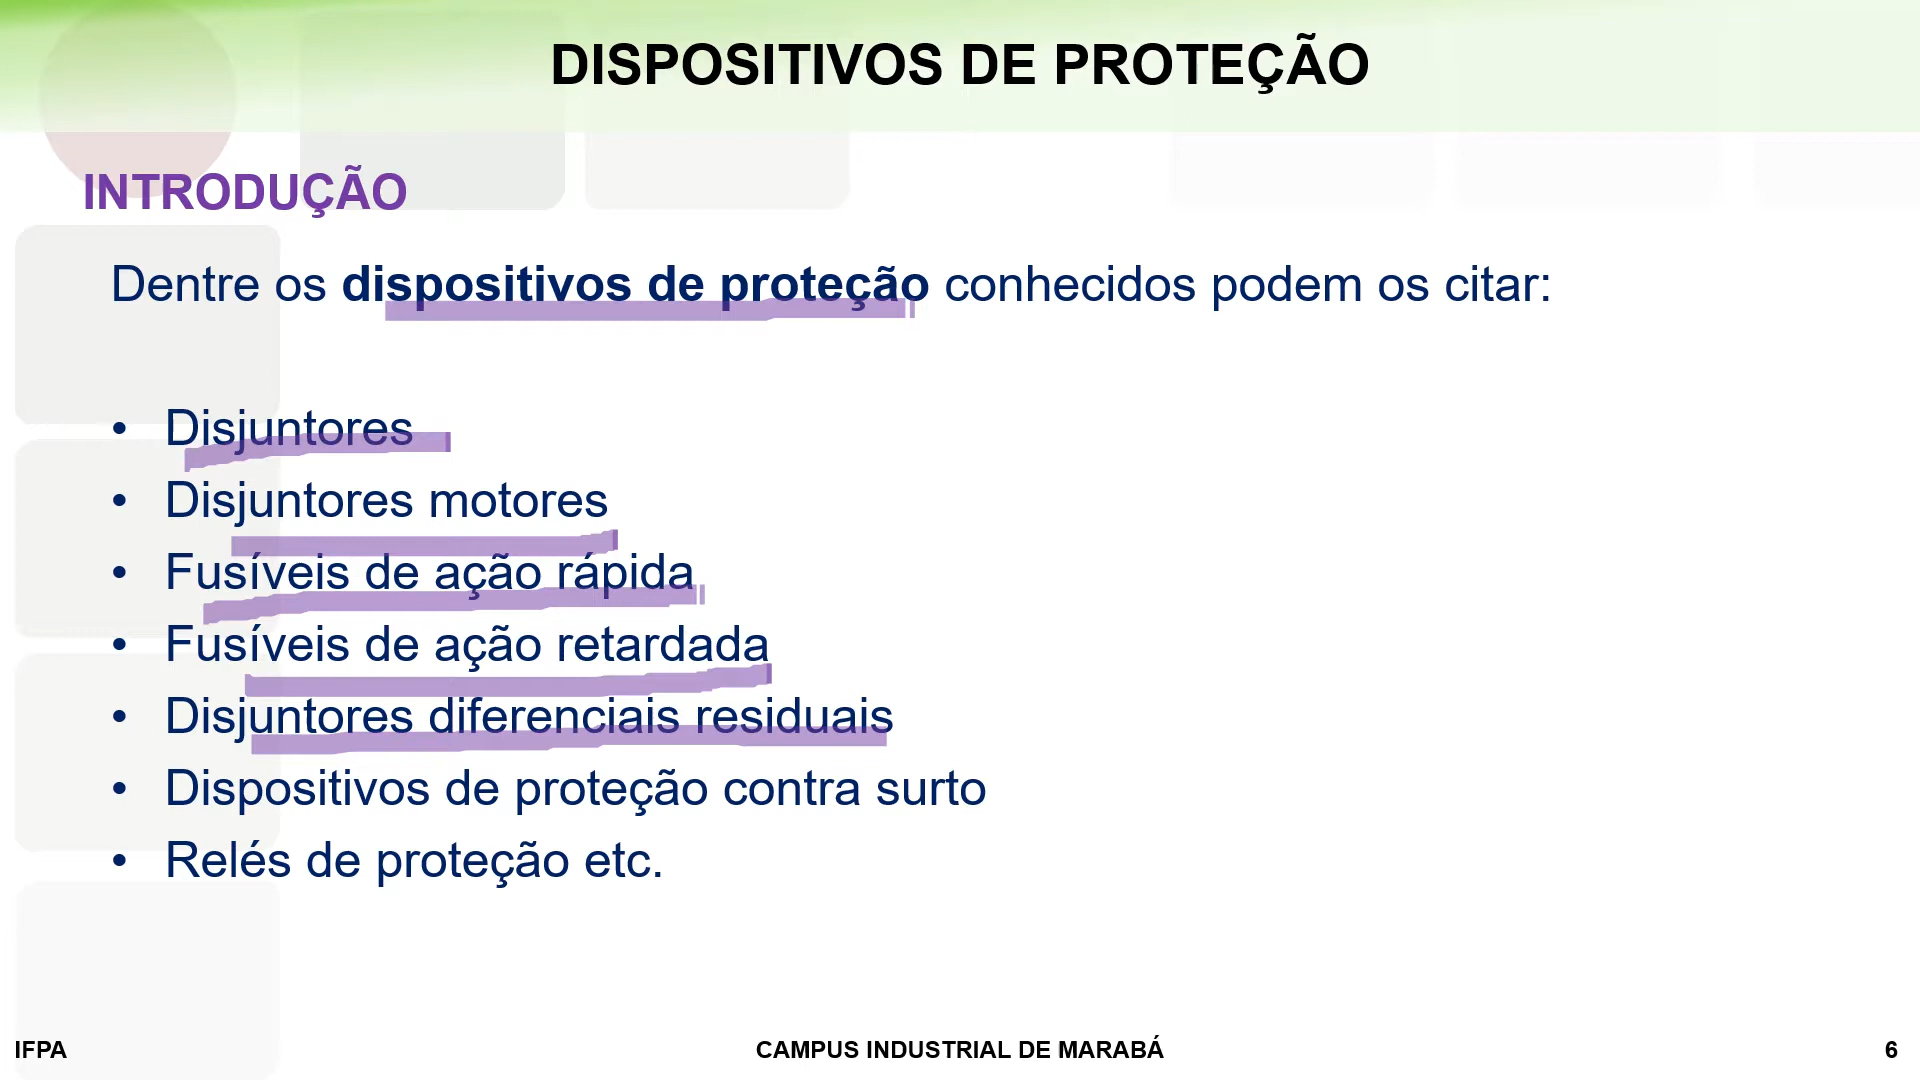 DISPOSITIVOS DE PROTEÇÃO
INTRODUÇÃO
Dentre os dispositivos de proteção conhecidos podem os citar:
• Disjuntores
• Disjuntores motores
• Fusíveis de ação rápida
• Fusíveis de ação retardada
• Disjuntores diferenciais residuais
• Dispositivos de proteção contra surto
• Relés de proteção etc.
IFPA
CAMPUS INDUSTRIAL DE MARABÁ
6